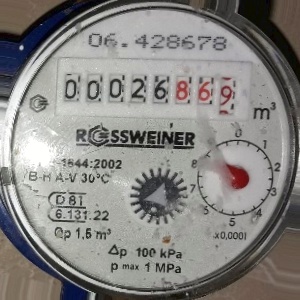 06.428678
00026869 m³
ROSSWEINER
1644:2002
/B-H A-V 30°C
D 81
6.131.22
Qp 1,5 m³
Δp 100 kPa
p max 1 MPa
0
1
2
3
4
5
6
7
8
x0,0001